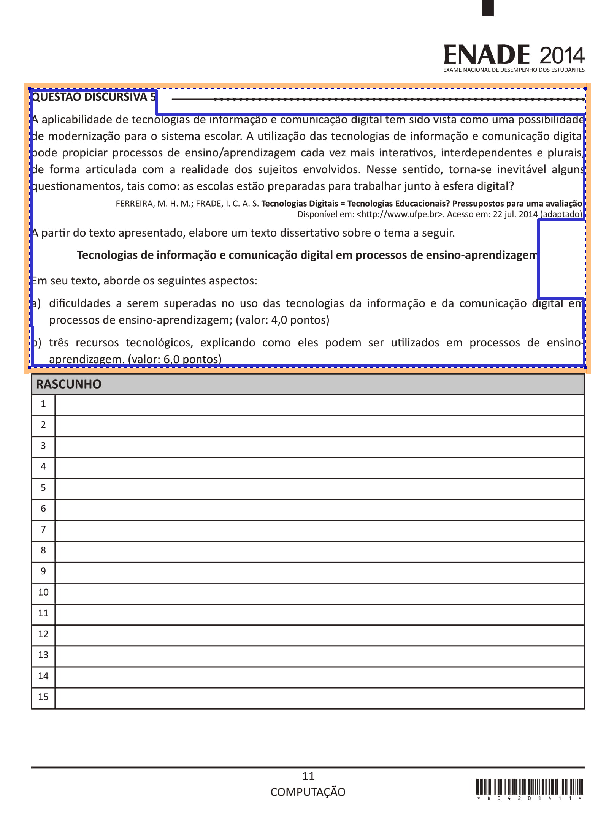 ENADE 2014
EXAME NACIONAL DE DESEMPENHO DOS ESTUDANTES
QUESTÃO DISCURSIVA 5
A aplicabilidade de tecnologias de informação e comunicação digital tem sido vista como uma possibilidade
de modernização para o sistema escolar. A utilização das tecnologias de informação e comunicação digital
pode propiciar processos de ensino/aprendizagem cada vez mais interativos, interdependentes e plurais,
de forma articulada com a realidade dos sujeitos envolvidos. Nesse sentido, torna-se inevitável alguns
questionamentos, tais como: as escolas estão preparadas para trabalhar junto à esfera digital?
FERREIRA, M. H. M.; FRADE, I. C. A. S. Tecnologias Digitais = Tecnologias Educacionais? Pressupostos para uma avaliação.
Disponível em: <http://www.ufpe.br>. Acesso em: 22 jul. 2014 (adaptado).
A partir do texto apresentado, elabore um texto dissertativo sobre o tema a seguir.
Tecnologias de informação e comunicação digital em processos de ensino-aprendizagem
Em seu texto, aborde os seguintes aspectos:
a) dificuldades a serem superadas no uso das tecnologias da informação e da comunicação digital em
processos de ensino-aprendizagem; (valor: 4,0 pontos)
b) três recursos tecnológicos, explicando como eles podem ser utilizados em processos de ensino-
aprendizagem. (valor: 6,0 pontos)
RASCUNHO
1
2
3
4
5
6
7
8
9
10
11
12
13
14
15
11
COMPUTAÇÃO